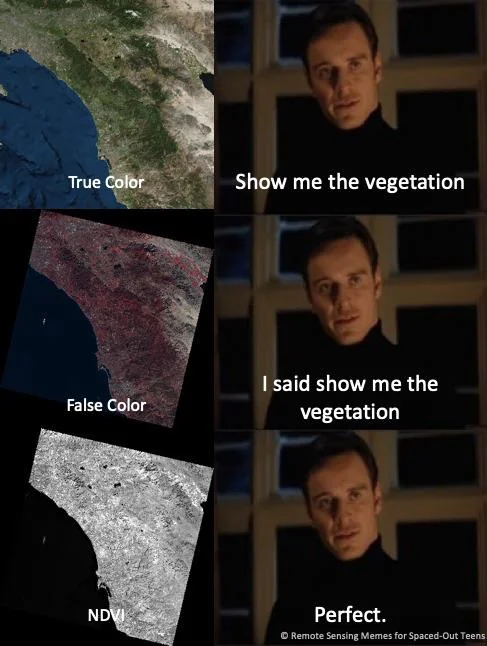 True Color
Show me the vegetation
False Color
I said show me the
vegetation
NDVI
Perfect.
© Remote Sensing Memes for Spaced-Out Teens